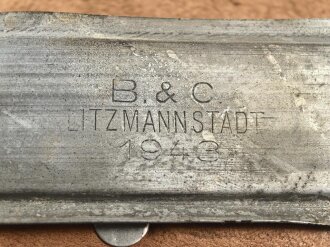 B. & C.
LITZMANNSTADT
1943